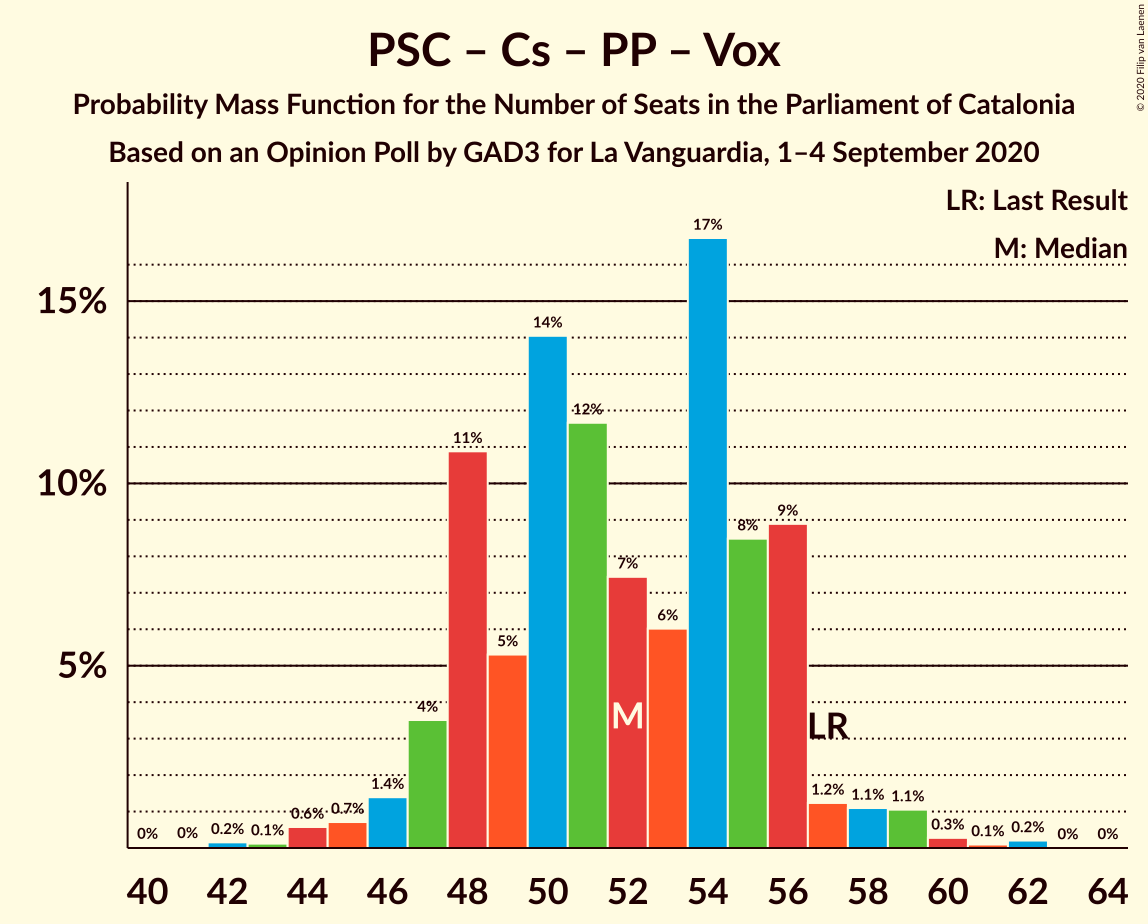 PSC – Cs – PP – Vox
Probability Mass Function for the Number of Seats in the Parliament of Catalonia
Based on an Opinion Poll by GAD3 for La Vanguardia, 1–4 September 2020
© 2020 Filip van Laenen
LR: Last Result
M: Median
15%
10%
5%
0% 0% 0.2% 0.1% 0.6% 0.7% 1.4% 4% 11% 5% 14% 12% 7% 6% 17% 8% 9% 1.2% 1.1% 1.1% 0.3% 0.1% 0.2% 0% 0%
M
LR
40 42 44 46 48 50 52 54 56 58 60 62 64